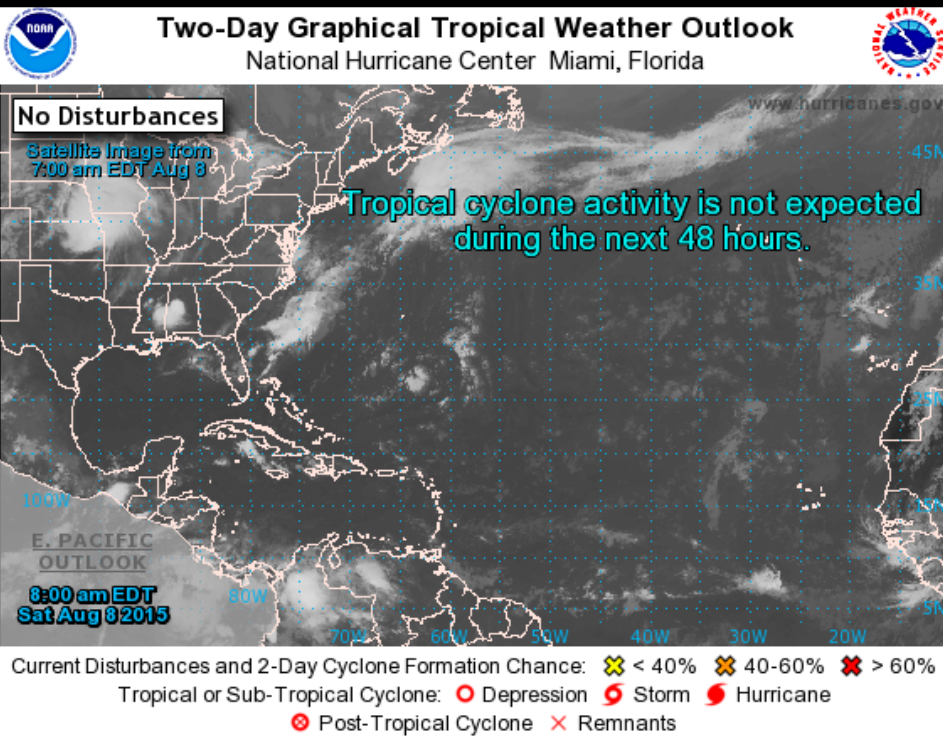 NOAA
Two-Day Graphical Tropical Weather Outlook
National Hurricane Center Miami, Florida
NATIONAL WEATHER SE
No Disturbances
www.hurricanes.gov
Satellite Image from
7:00 am EDT Aug 8
45N
Tropical cyclone activity is not expected
during the next 48 hours.
35N
25N
100W
15N
E. PACIFIC
OUTLOOK
8:00 am EDT
Sat Aug 8 2015
80W
5N
70W 60W 50W 40W 30W 20W
Current Disturbances and 2-Day Cyclone Formation Chance: < 40% 40-60% > 60%
Tropical or Sub-Tropical Cyclone: Depression Storm Hurricane
Post-Tropical Cyclone Remnants